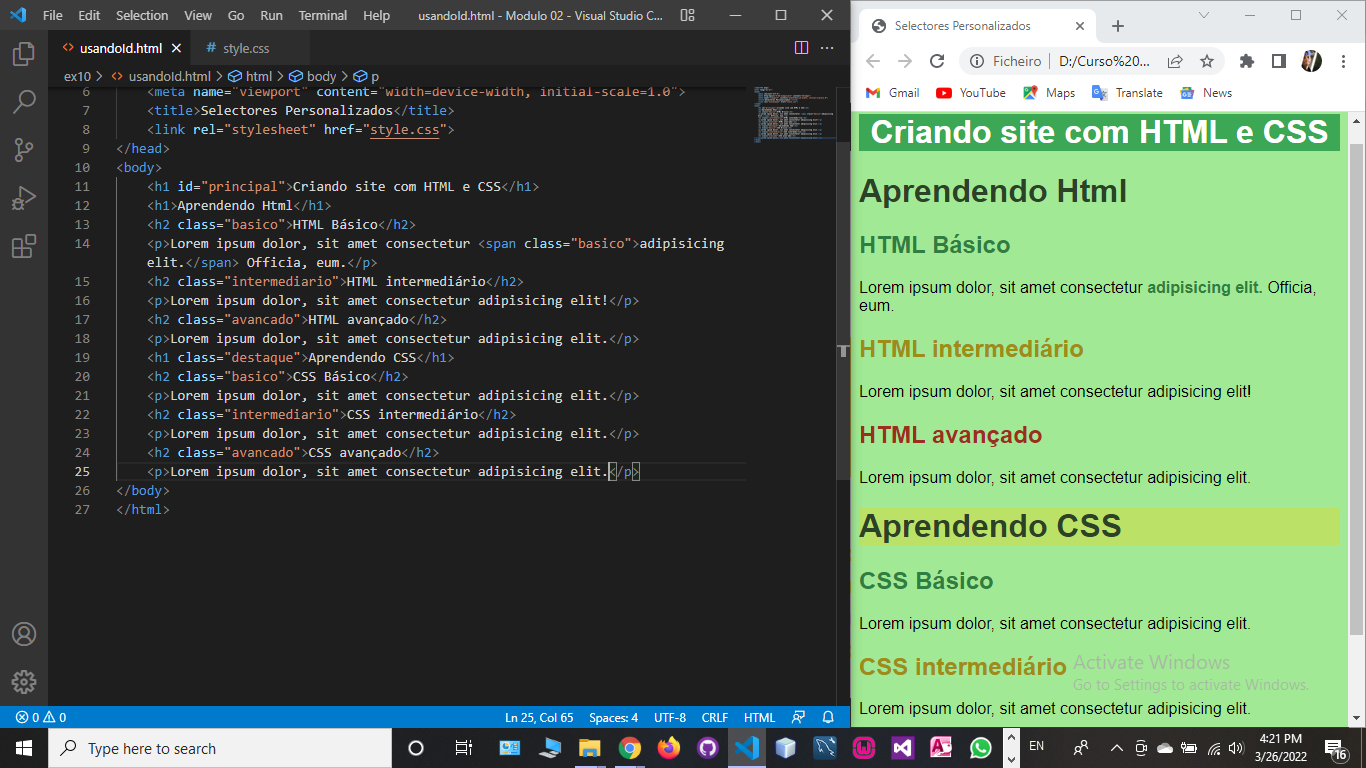 File Edit Selection View Go Run Terminal Help usandoId.html - Modulo 02 - Visual Studio C...
usandoId.html style.css
ex10 > usandoId.html > html > body > p
6 <meta name="viewport" content="width=device-width, initial-scale=1.0">
7 <title>Selectores Personalizados</title>
8 <link rel="stylesheet" href="style.css">
9 </head>
10 <body>
11 <h1 id="principal">Criando site com HTML e CSS</h1>
12 <h1>Aprendendo Html</h1>
13 <h2 class="basico">HTML Básico</h2>
14 <p>Lorem ipsum dolor, sit amet consectetur <span class="basico">adipisicing
elit.</span> Officia, eum.</p>
15 <h2 class="intermediario">HTML intermediário</h2>
16 <p>Lorem ipsum dolor, sit amet consectetur adipisicing elit!</p>
17 <h2 class="avancado">HTML avançado</h2>
18 <p>Lorem ipsum dolor, sit amet consectetur adipisicing elit.</p>
19 <h1 class="destaque">Aprendendo CSS</h1>
20 <h2 class="basico">CSS Básico</h2>
21 <p>Lorem ipsum dolor, sit amet consectetur adipisicing elit.</p>
22 <h2 class="intermediario">CSS intermediário</h2>
23 <p>Lorem ipsum dolor, sit amet consectetur adipisicing elit.</p>
24 <h2 class="avancado">CSS avançado</h2>
25 <p>Lorem ipsum dolor, sit amet consectetur adipisicing elit.</p>
26 </body>
27 </html>
0 0 Ln 25, Col 65 Spaces: 4 UTF-8 CRLF HTML
Selectores Personalizados
Ficheiro | D:/Curso%20...
Gmail YouTube Maps Translate News
Criando site com HTML e CSS
Aprendendo Html
HTML Básico
Lorem ipsum dolor, sit amet consectetur adipisicing elit. Officia,
eum.
HTML intermediário
Lorem ipsum dolor, sit amet consectetur adipisicing elit!
HTML avançado
Lorem ipsum dolor, sit amet consectetur adipisicing elit.
Aprendendo CSS
CSS Básico
Lorem ipsum dolor, sit amet consectetur adipisicing elit.
CSS intermediário
Activate Windows
Go to Settings to activate Windows.
Lorem ipsum dolor, sit amet consectetur adipisicing elit.
Type here to search
EN
4:21 PM
3/26/2022
16